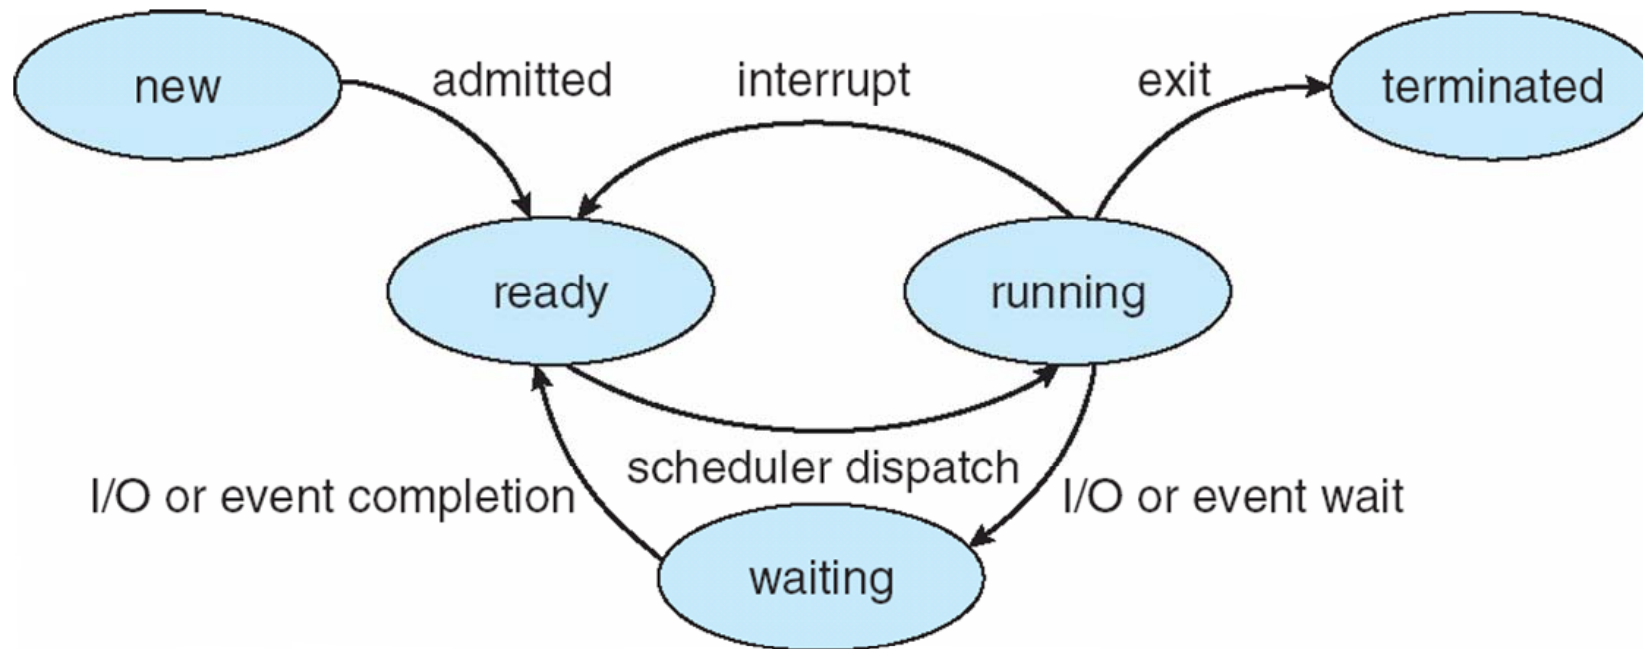 new
admitted
interrupt
exit
terminated
ready
running
scheduler dispatch
I/O or event completion
I/O or event wait
waiting